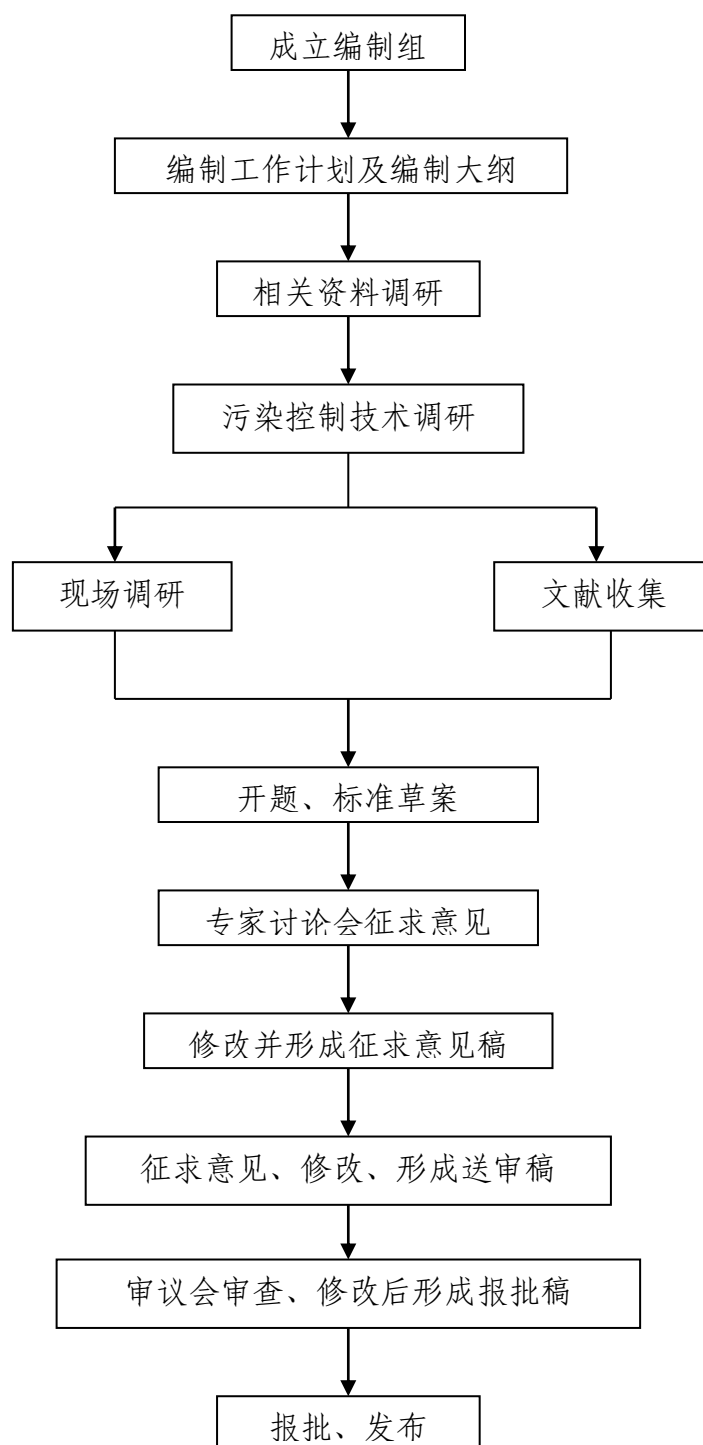 成立编制组
编制工作计划及编制大纲
相关资料调研
污染控制技术调研
现场调研
文献收集
开题、标准草案
专家讨论会征求意见
修改并形成征求意见稿
征求意见、修改、形成送审稿
审议会审查、修改后形成报批稿
报批、发布